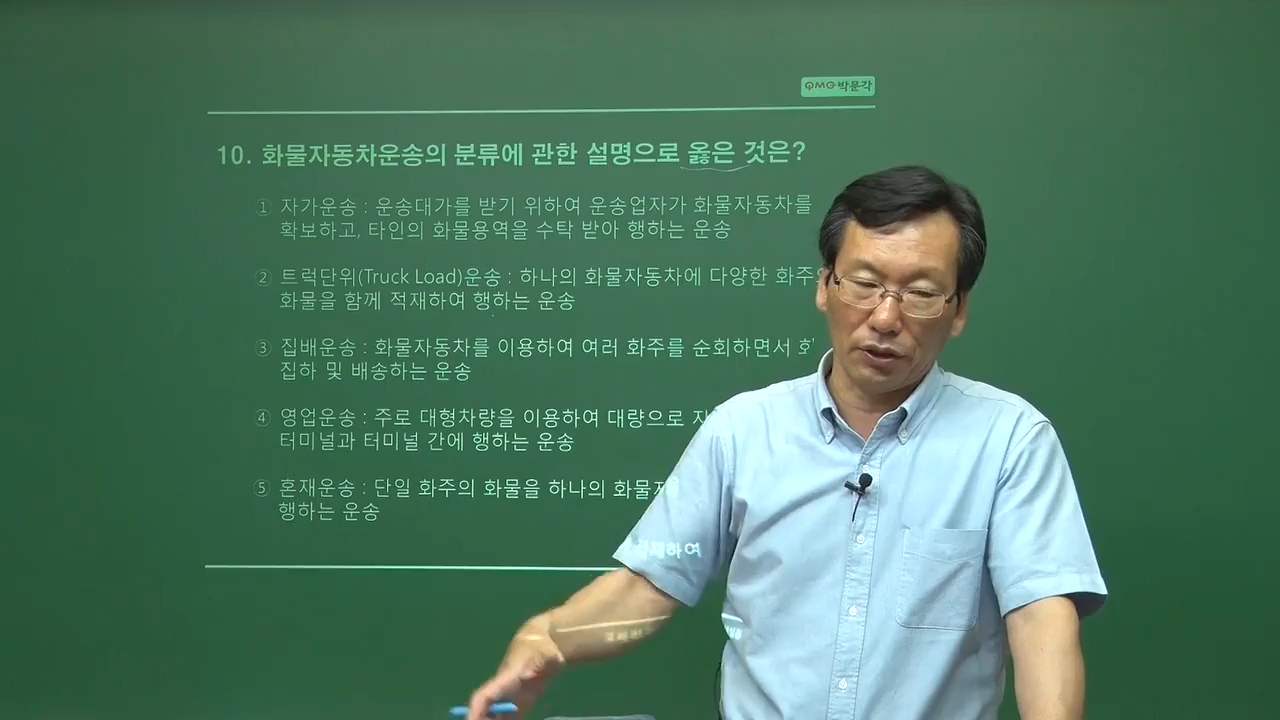 QMG 박문각
10. 화물자동차운송의 분류에 관한 설명으로 옳은 것은?
① 자가운송 : 운송대가를 받기 위하여 운송업자가 화물자동차를
확보하고, 타인의 화물용역을 수탁 받아 행하는 운송
② 트럭단위(Truck Load)운송 : 하나의 화물자동차에 다양한
화물을 함께 적재하여 행하는 운송
③ 집배운송 : 화물자동차를 이용하여 여러 화주를 순회하면서
집하 및 배송하는 운송
④ 영업운송 : 주로 대형차량을 이용하여 대량으로
터미널과 터미널 간에 행하는 운송
⑤ 혼재운송 : 단일 화주의 화물을 하나의
행하는 운송